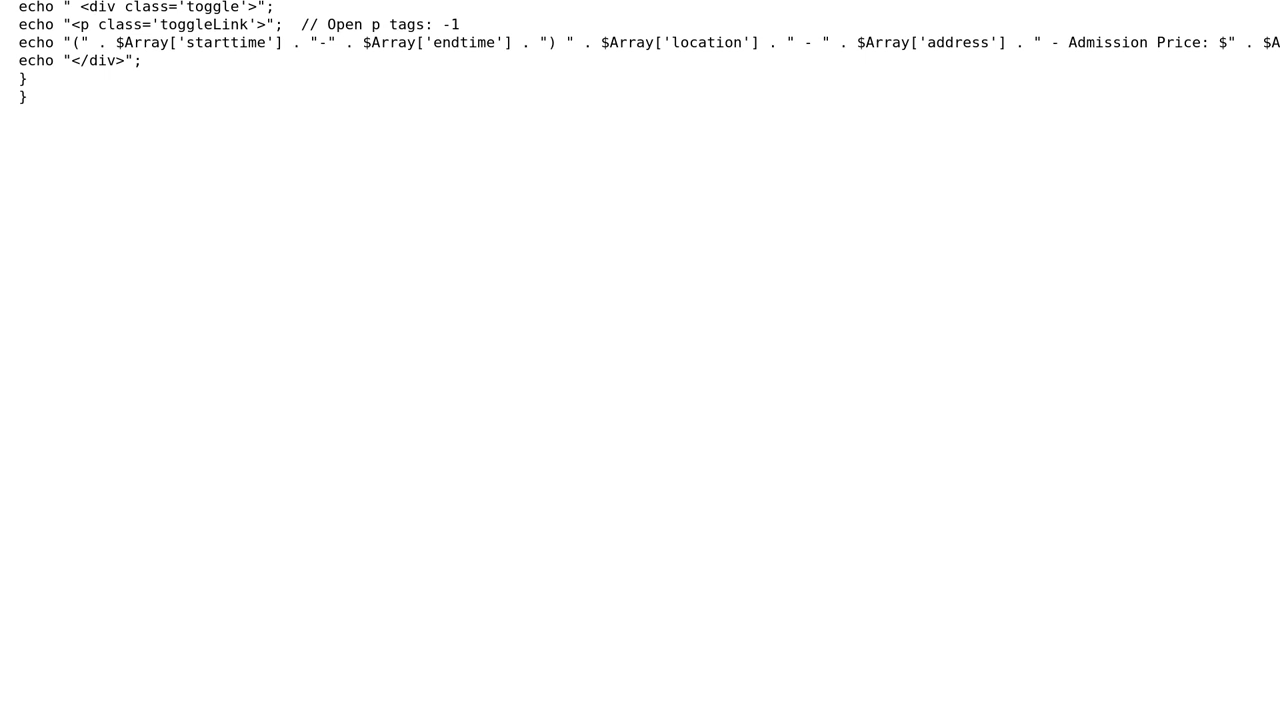 echo " <div class='toggle'>";
echo "<p class='toggleLink'>";  // Open p tags: -1
echo "(" . $Array['starttime'] . "-" . $Array['endtime'] . ") " . $Array['location'] . " - " . $Array['address'] . " - Admission Price: $" . $A
echo "</div>";
}
}